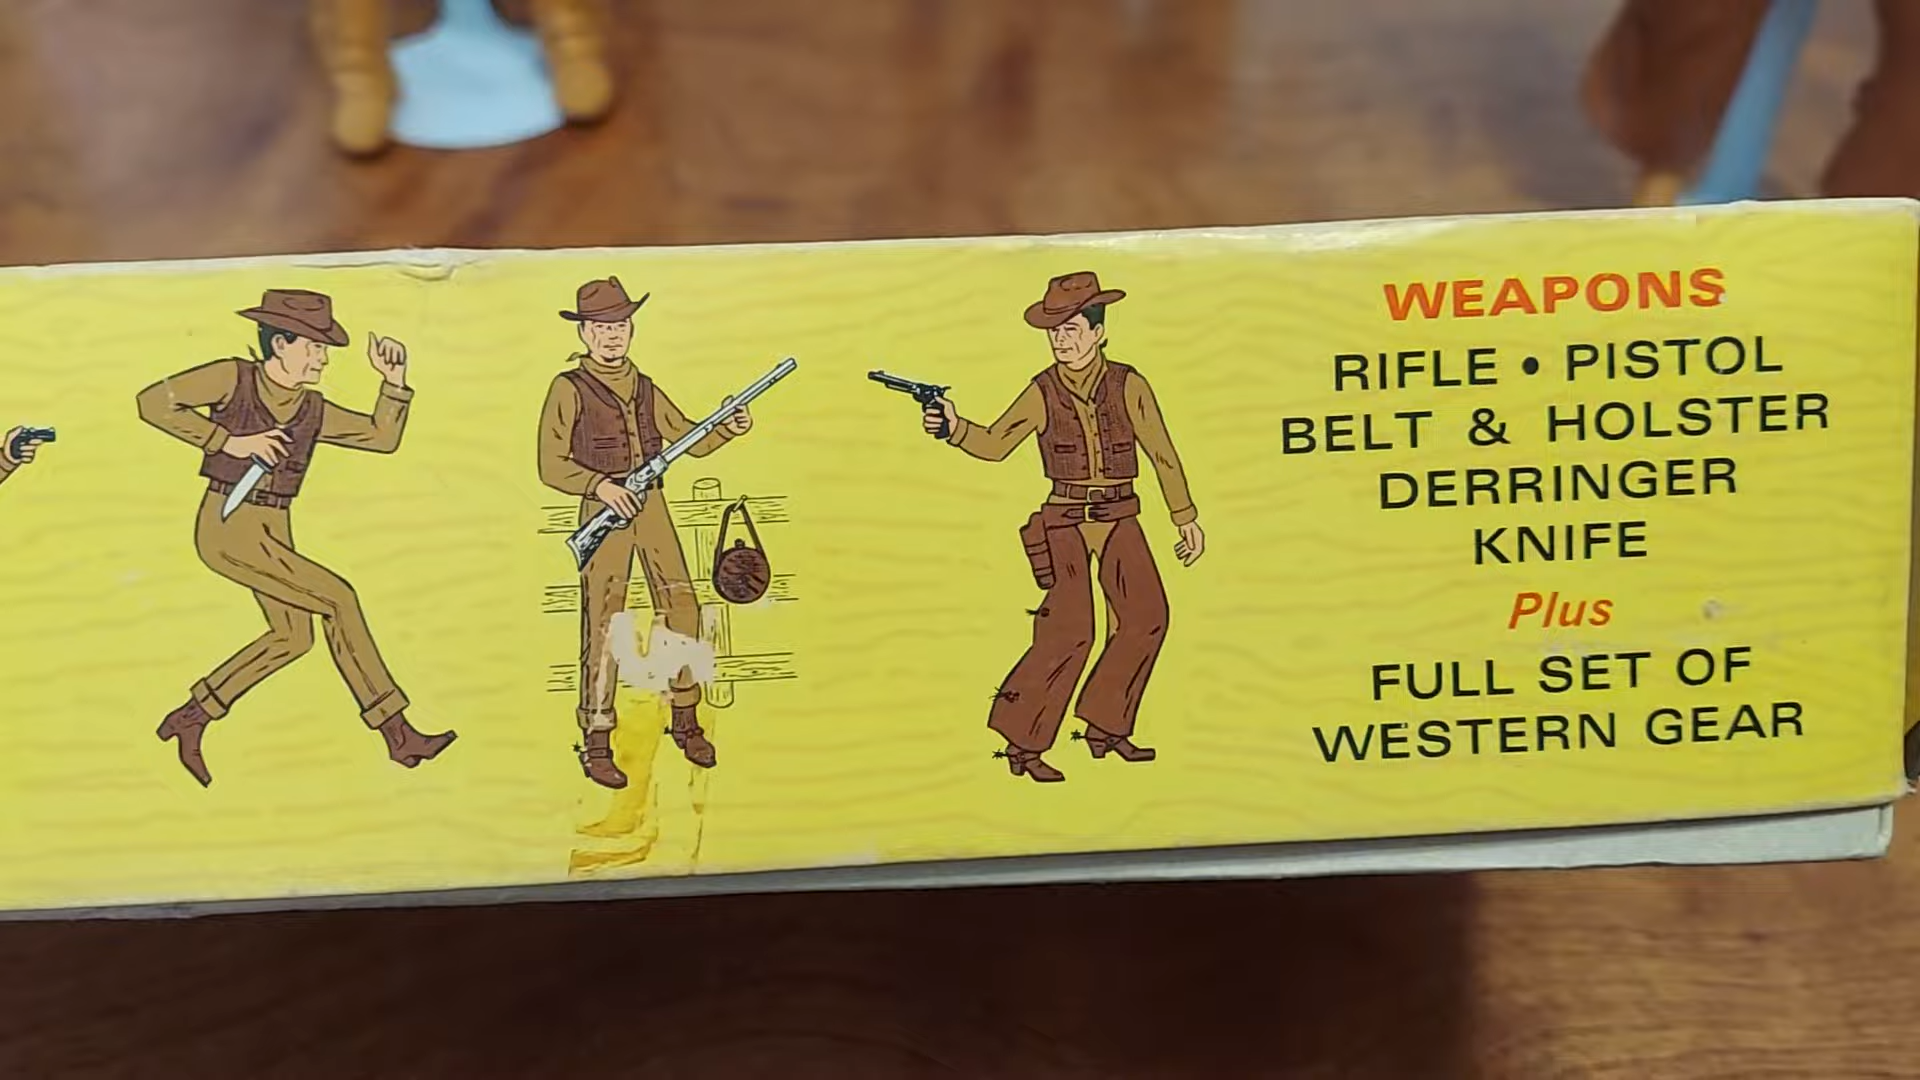 WEAPONS
RIFLE • PISTOL
BELT & HOLSTER
DERRINGER
KNIFE
Plus
FULL SET OF
WESTERN GEAR